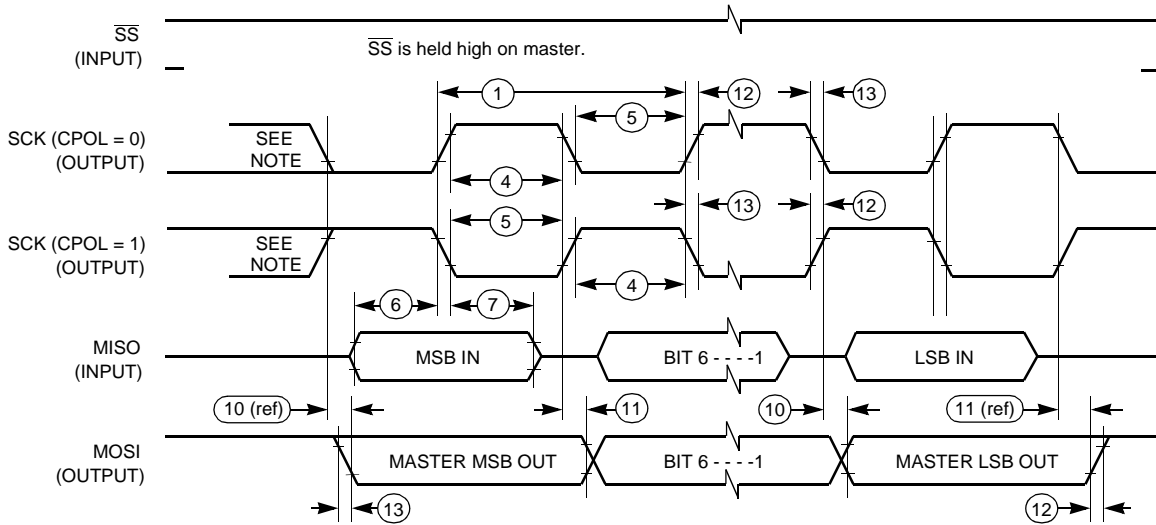 SS
(INPUT)
SS is held high on master.
1
12
13
5
SCK (CPOL = 0)
(OUTPUT)
SEE
NOTE
4
5
13
12
SCK (CPOL = 1)
(OUTPUT)
SEE
NOTE
4
6
7
MISO
(INPUT)
MSB IN
BIT 6 - - - -1
LSB IN
10 (ref)
11
10
11 (ref)
MOSI
(OUTPUT)
MASTER MSB OUT
BIT 6 - - - -1
MASTER LSB OUT
13
12